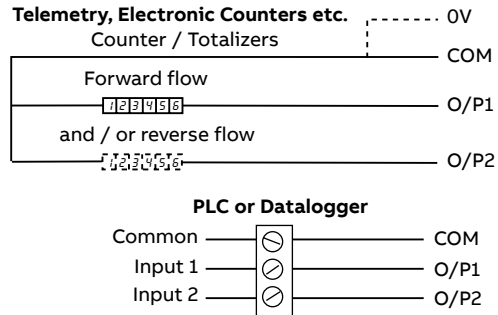 Telemetry, Electronic Counters etc. 0V
Counter / Totalizers
COM
Forward flow
123456 O/P1
and / or reverse flow
123456 O/P2
PLC or Datalogger
Common COM
Input 1 O/P1
Input 2 O/P2